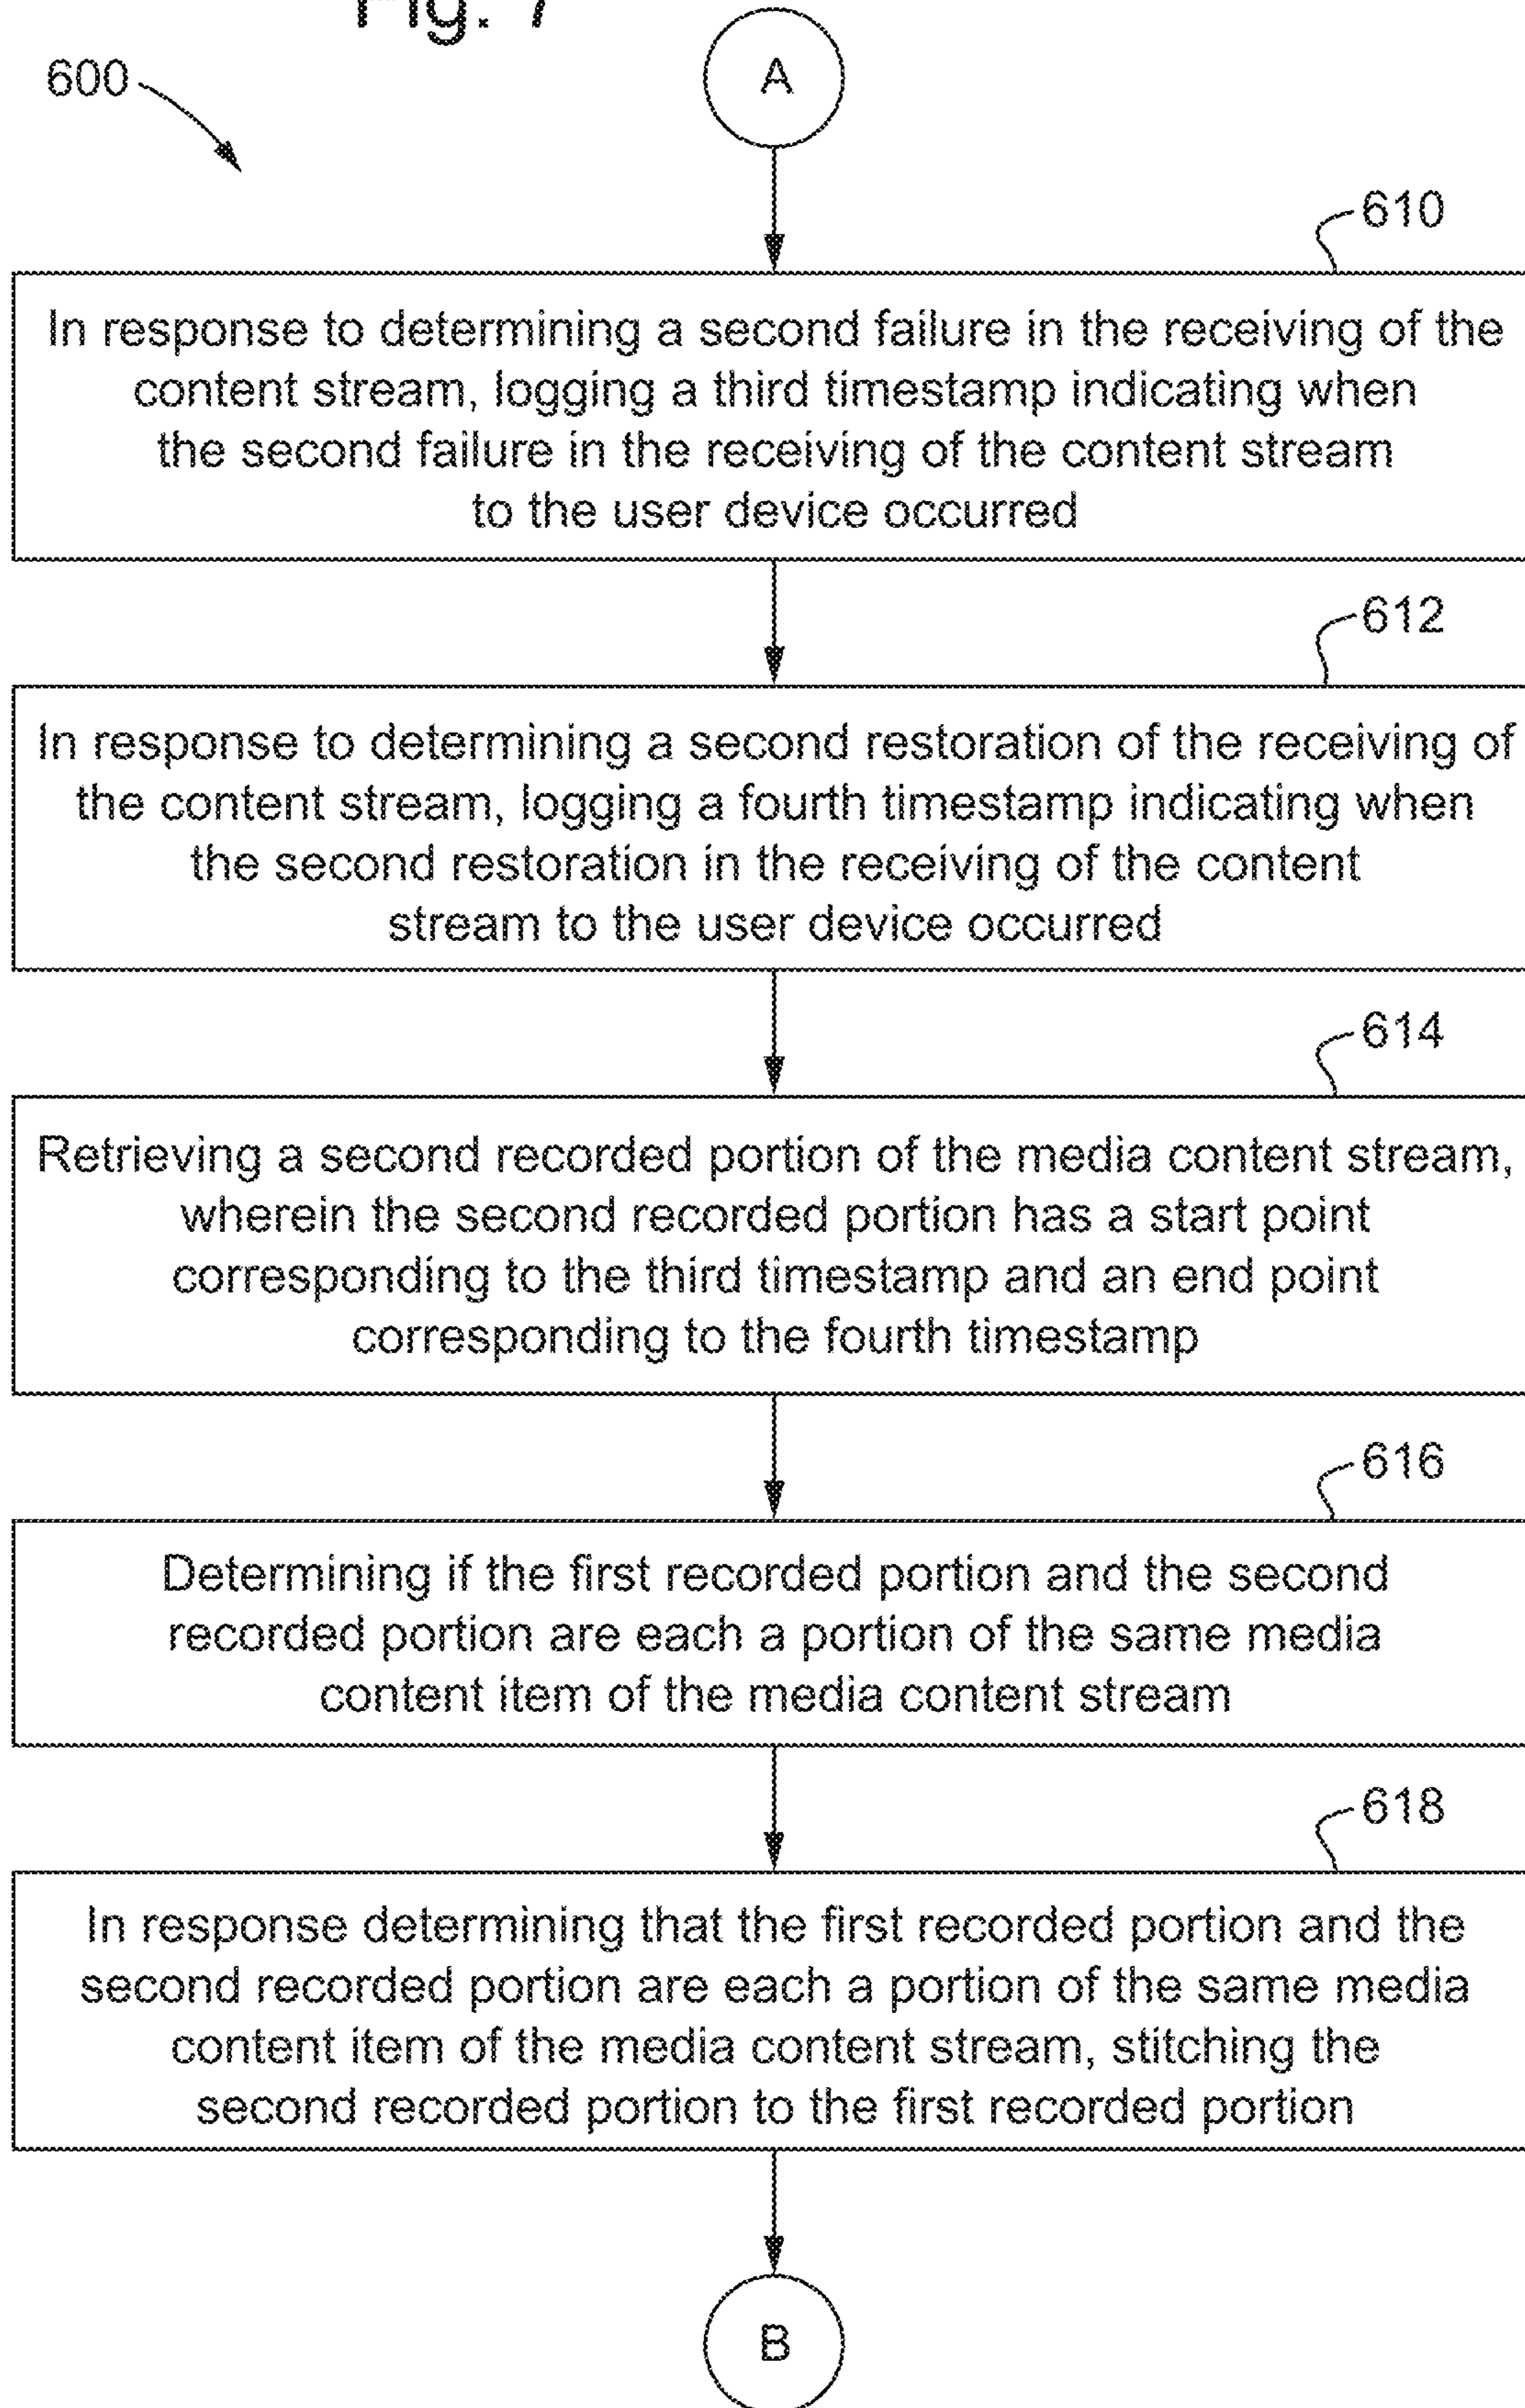 Fig. 7
600
A
610
In response to determining a second failure in the receiving of the
content stream, logging a third timestamp indicating when
the second failure in the receiving of the content stream
to the user device occurred
612
In response to determining a second restoration of the receiving of
the content stream, logging a fourth timestamp indicating when
the second restoration in the receiving of the content
stream to the user device occurred
614
Retrieving a second recorded portion of the media content stream,
wherein the second recorded portion has a start point
corresponding to the third timestamp and an end point
corresponding to the fourth timestamp
616
Determining if the first recorded portion and the second
recorded portion are each a portion of the same media
content item of the media content stream
618
In response determining that the first recorded portion and the
second recorded portion are each a portion of the same media
content item of the media content stream, stitching the
second recorded portion to the first recorded portion
B